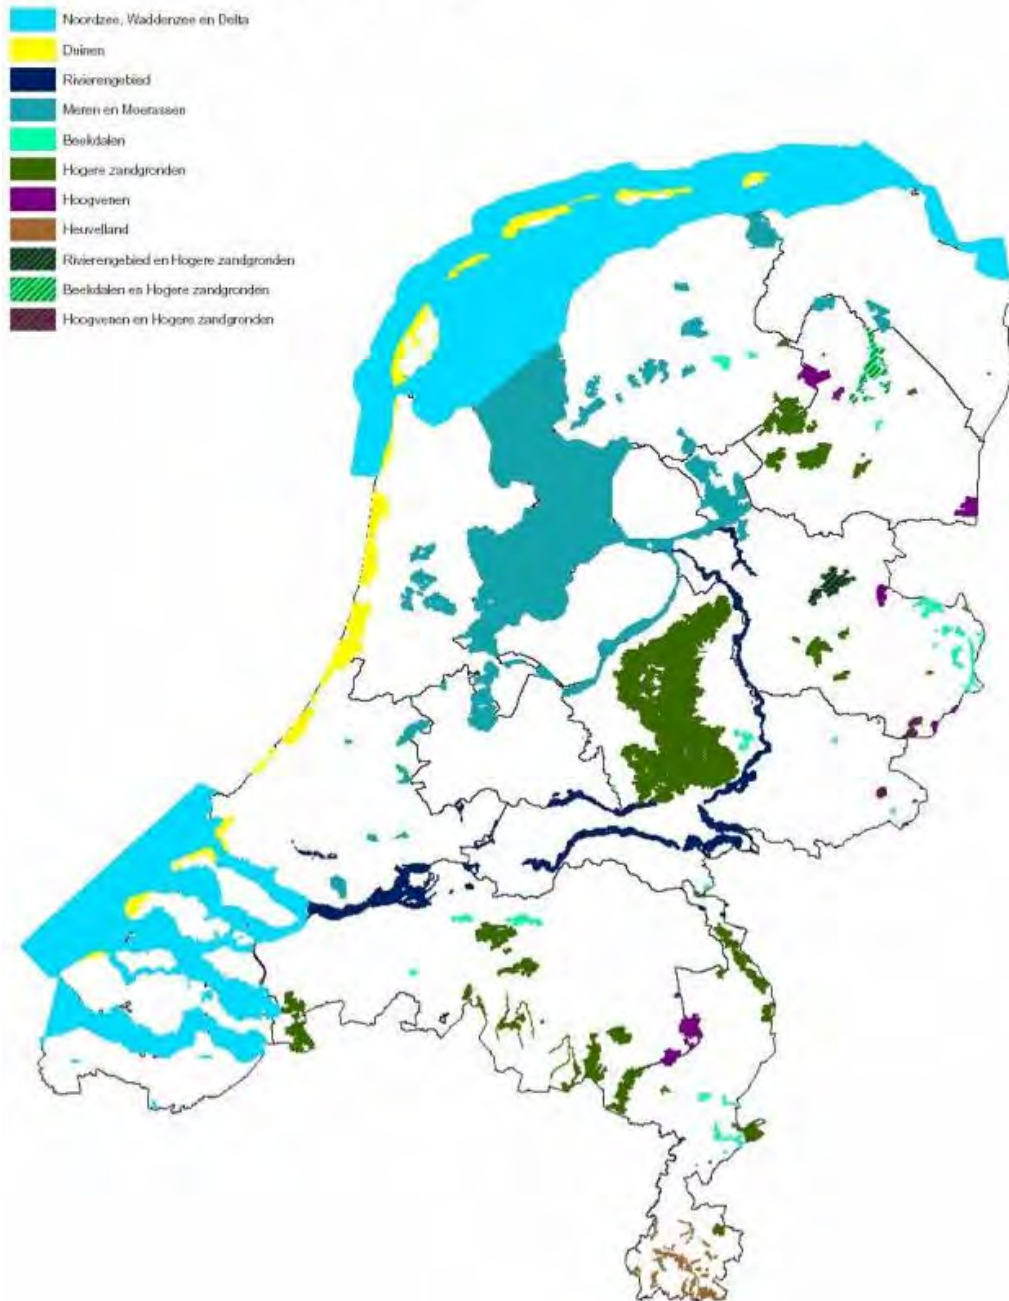 Noordzee, Waddenzee en Delta
Duinen
Rivierengebied
Meren en Moerassen
Beekdalen
Hogere zandgronden
Hoogvenen
Heuvelland
Rivierengebied en Hogere zandgronden
Beekdalen en Hogere zandgronden
Hoogvenen en Hogere zandgronden